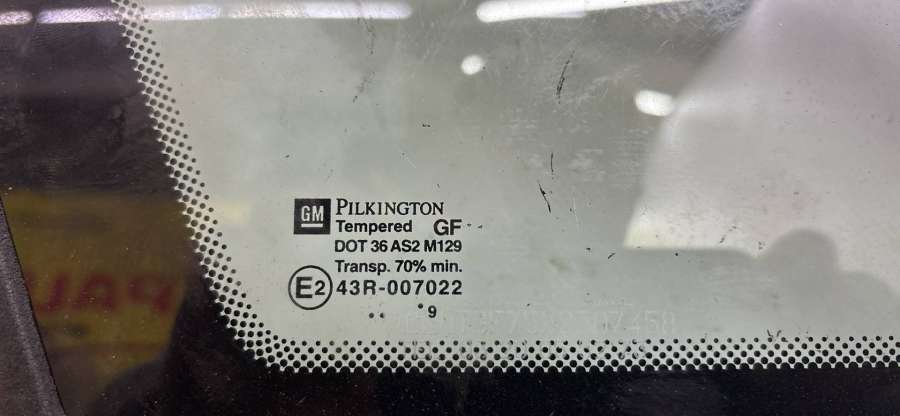 GM PILKINGTON
Tempered GF
DOT 36 AS2 M129
Transp. 70% min.
E2 43R-007022
9